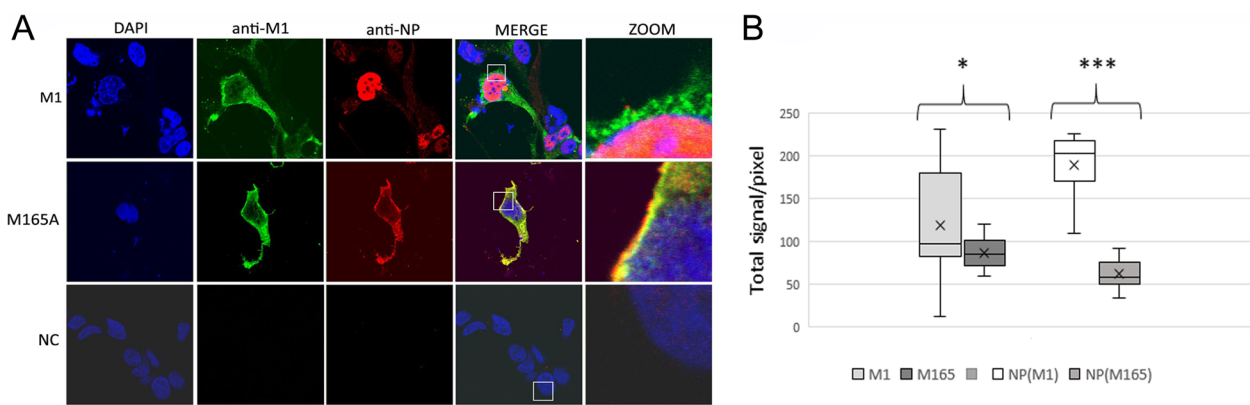 A
DAPI anti-M1 anti-NP MERGE ZOOM
M1
M165A
NC
B
* ***
Total signal/pixel
250
200
150
100
50
0
M1 M165 NP(M1) NP(M165)